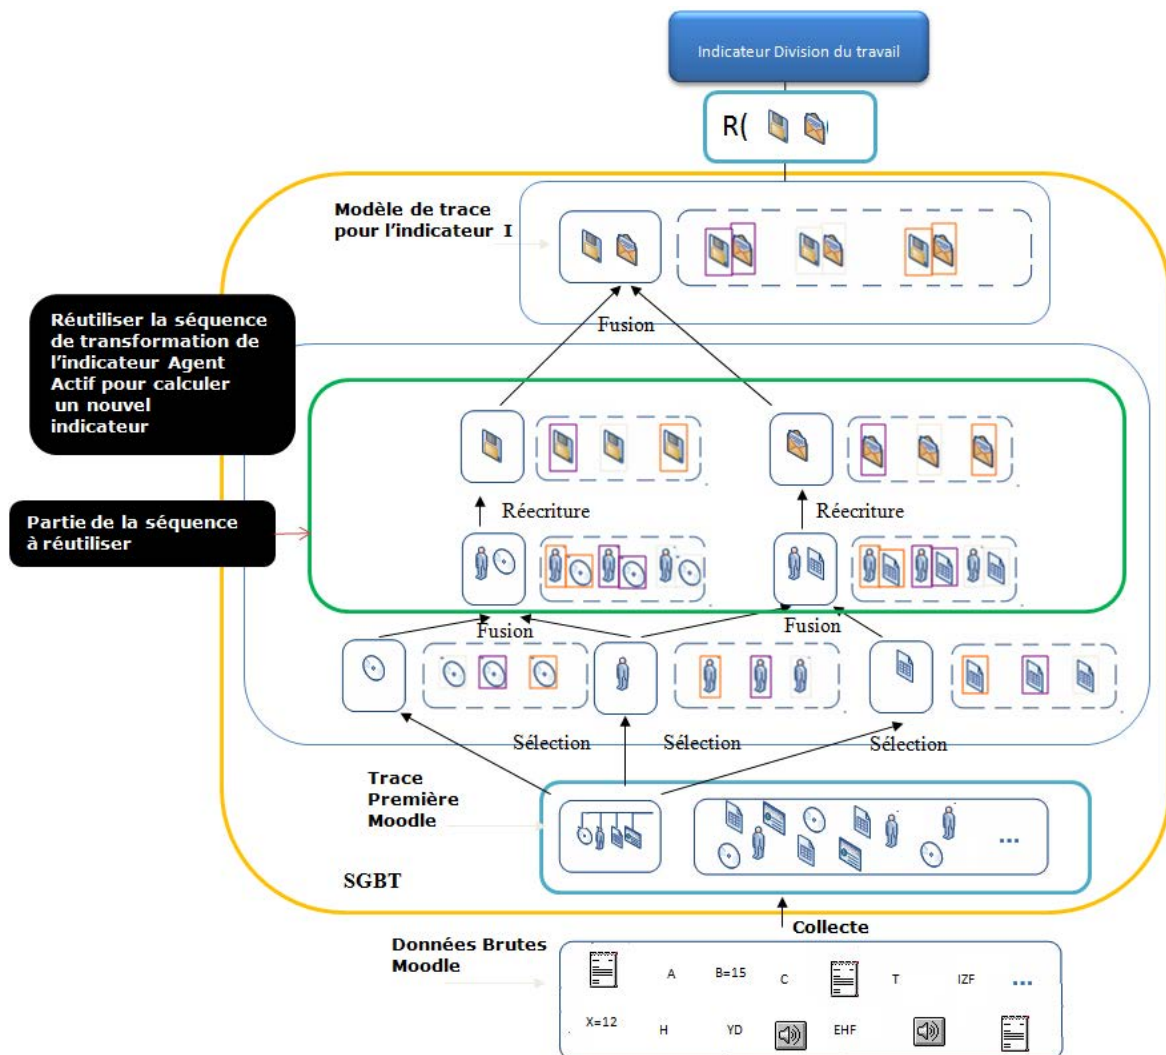 Indicateur Division du travail
R(
Modèle de trace
pour l'indicateur I
Réutiliser la séquence
de transformation de
l'indicateur Agent
Actif pour calculer
un nouvel
indicateur
Fusion
Réecriture
Réecriture
Partie de la séquence
à réutiliser
Fusion
Fusion
Sélection
Sélection
Sélection
Trace
Première
Moodle
...
SGBT
Collecte
Données Brutes
Moodle
A
B=15
C
T
IZF
...
X=12
H
YD
EHF